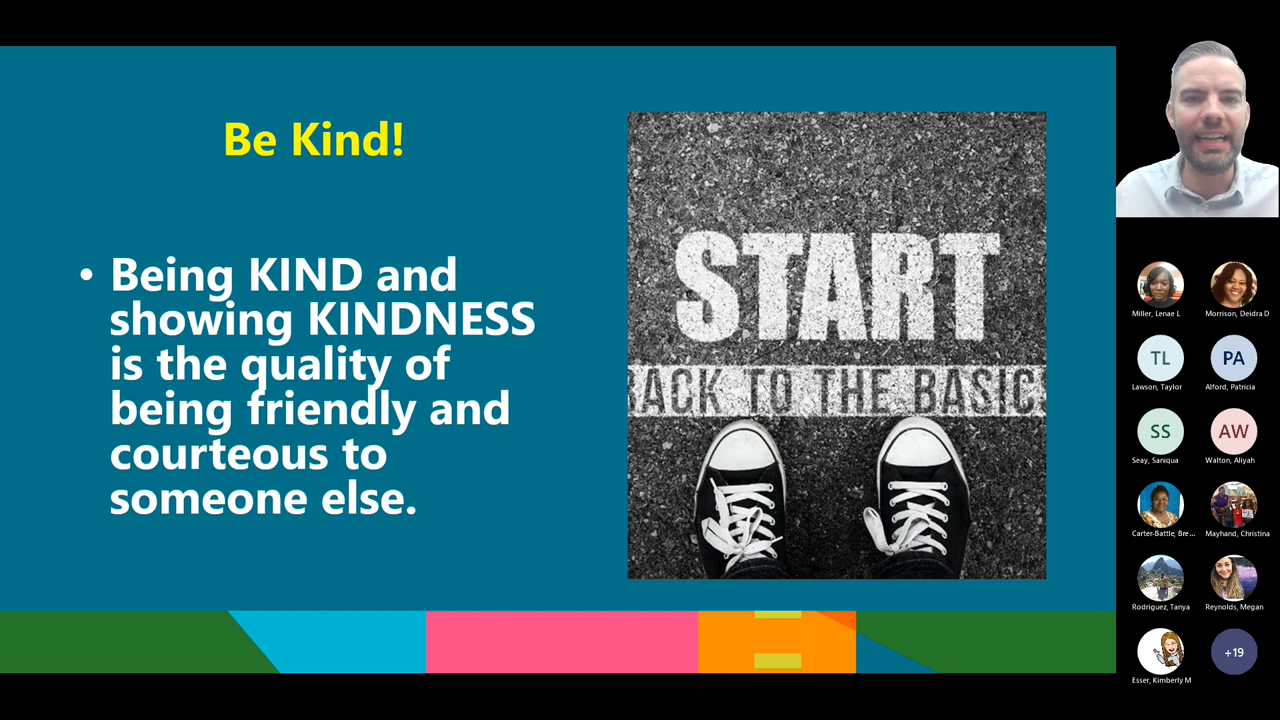 Be Kind!
• Being KIND and
showing KINDNESS
is the quality of
being friendly and
courteous to
someone else.
START
BACK TO THE BASIC
Miller, Lenae L
Morrison, Deidra D
TL
PA
Lawson, Taylor
Alford, Patricia
SS
AW
Seay, Saniqua
Walton, Aliyah
Carter-Battle, Bre...
Mayhand, Christina
Rodriguez, Tanya
Reynolds, Megan
+19
Esser, Kimberly M